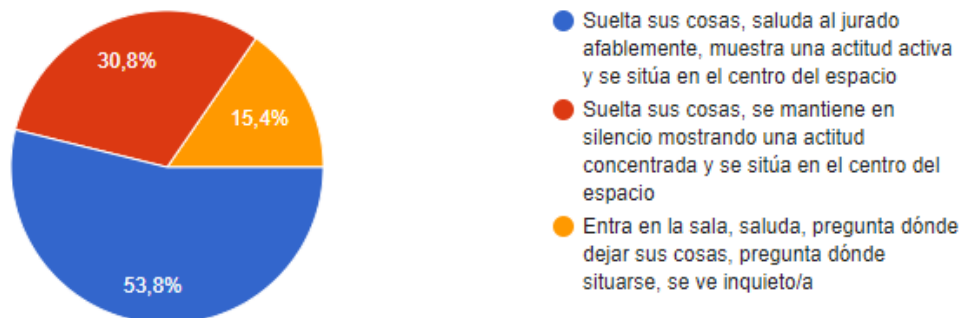 30,8%
15,4%
53,8%
Suelta sus cosas, saluda al jurado
afablemente, muestra una actitud activa
y se sitúa en el centro del espacio
Suelta sus cosas, se mantiene en
silencio mostrando una actitud
concentrada y se sitúa en el centro del
espacio
Entra en la sala, saluda, pregunta dónde
dejar sus cosas, pregunta dónde
situarse, se ve inquieto/a